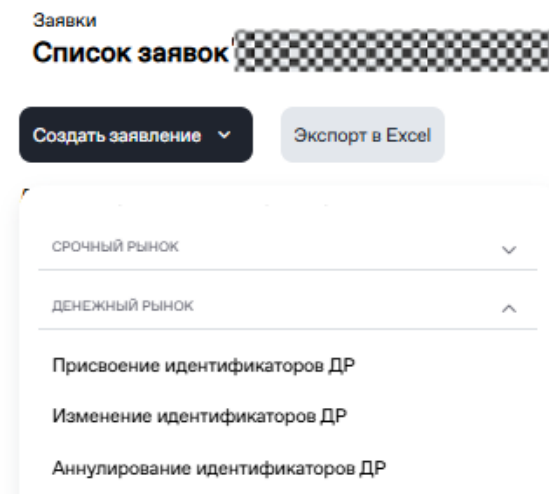 Заявки
Список заявок
Создать заявление
Экспорт в Excel
СРОЧНЫЙ РЫНОК
ДЕНЕЖНЫЙ РЫНОК
Присвоение идентификаторов ДР
Изменение идентификаторов ДР
Аннулирование идентификаторов ДР